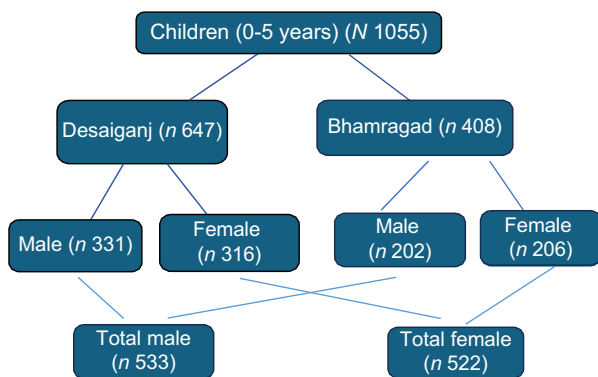 Children (0-5 years) (N 1055)
Desaiganj (n 647)
Bhamragad (n 408)
Male (n 331)
Female
(n 316)
Male
(n 202)
Female
(n 206)
Total male
(n 533)
Total female
(n 522)